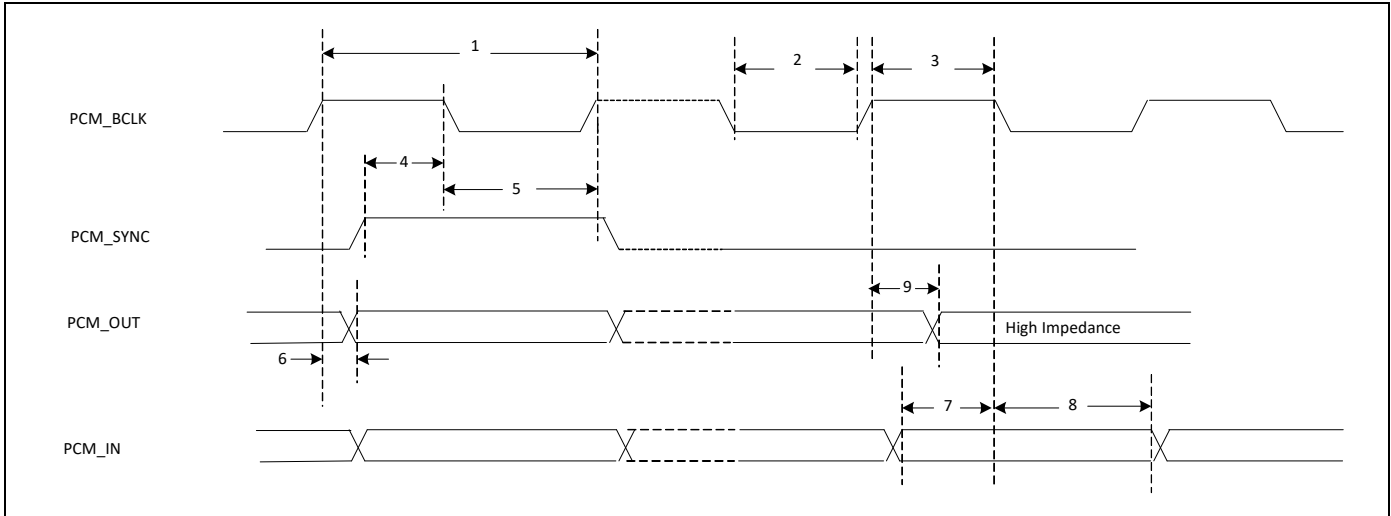 1
2
3
PCM_BCLK
4
5
PCM_SYNC
9
PCM_OUT
High Impedance
6
7
8
PCM_IN